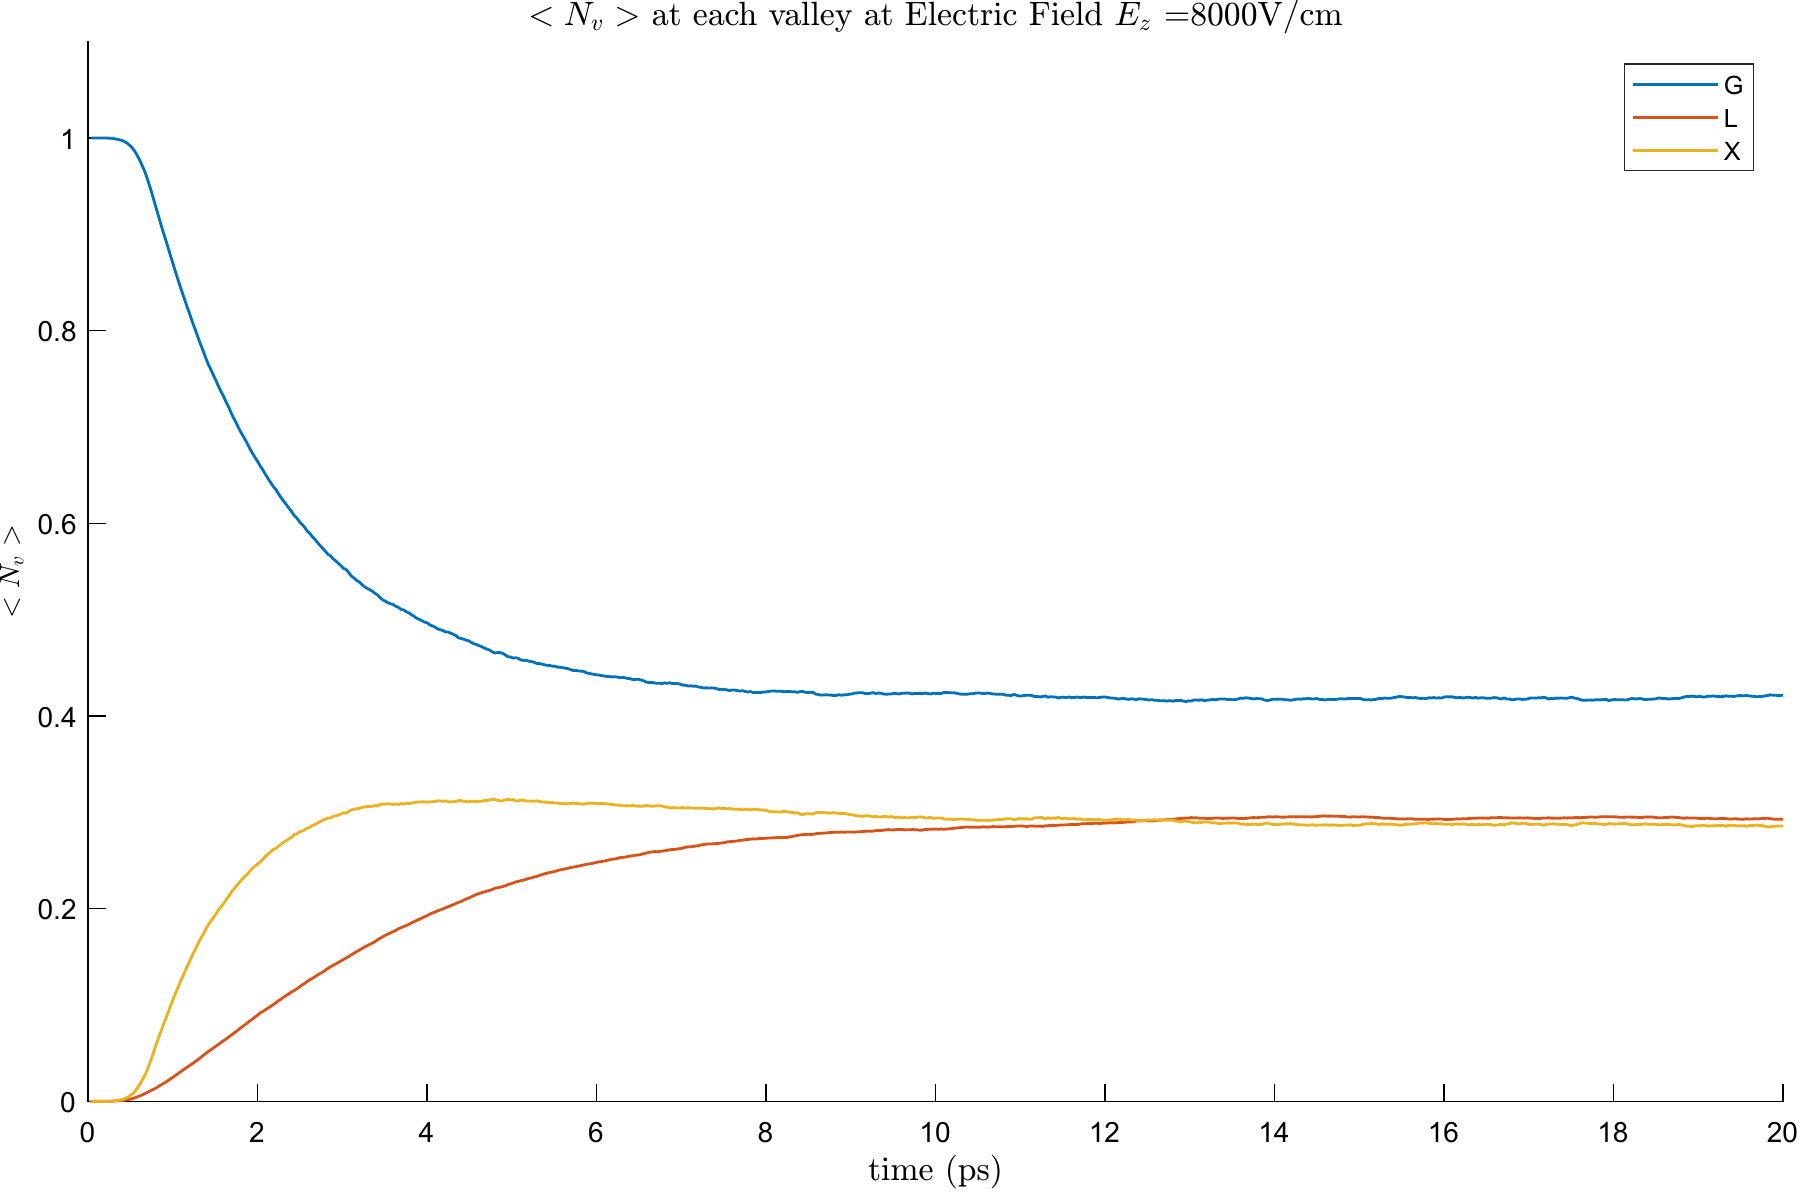 < N_v > at each valley at Electric Field E_z =8000V/cm
G
L
X
1
0.8
0.6
0.4
0.2
0
< N_v >
0 2 4 6 8 10 12 14 16 18 20
time (ps)